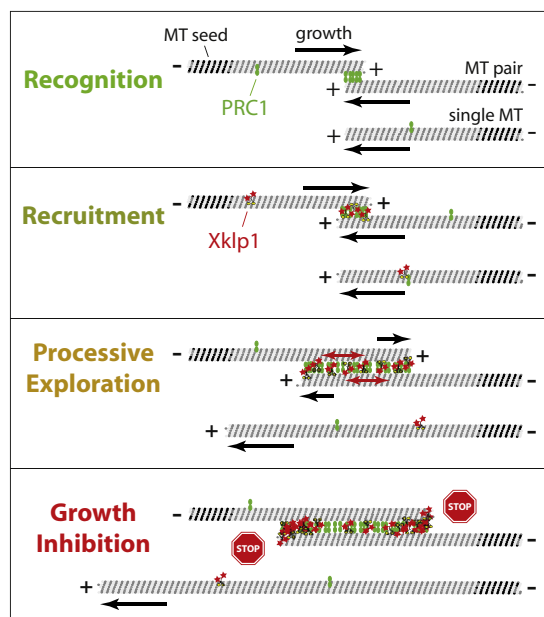 MT seed
growth
-
+
Recognition
PRC1
+
MT pair
-
single MT
+
-
Recruitment
-
+
Xklp1
+
-
+
-
Processive
Exploration
-
+
+
-
+
-
Growth
Inhibition
-
STOP
STOP
-
+
-